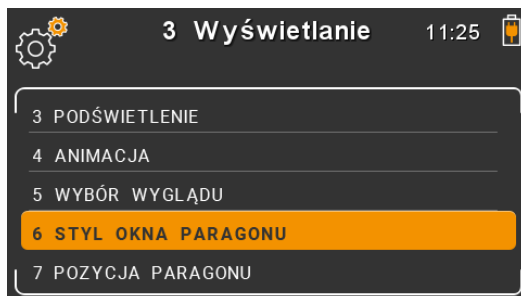 3 Wyświetlanie 11:25
3 PODŚWIETLENIE
4 ANIMACJA
5 WYBÓR WYGLĄDU
6 STYL OKNA PARAGONU
7 POZYCJA PARAGONU